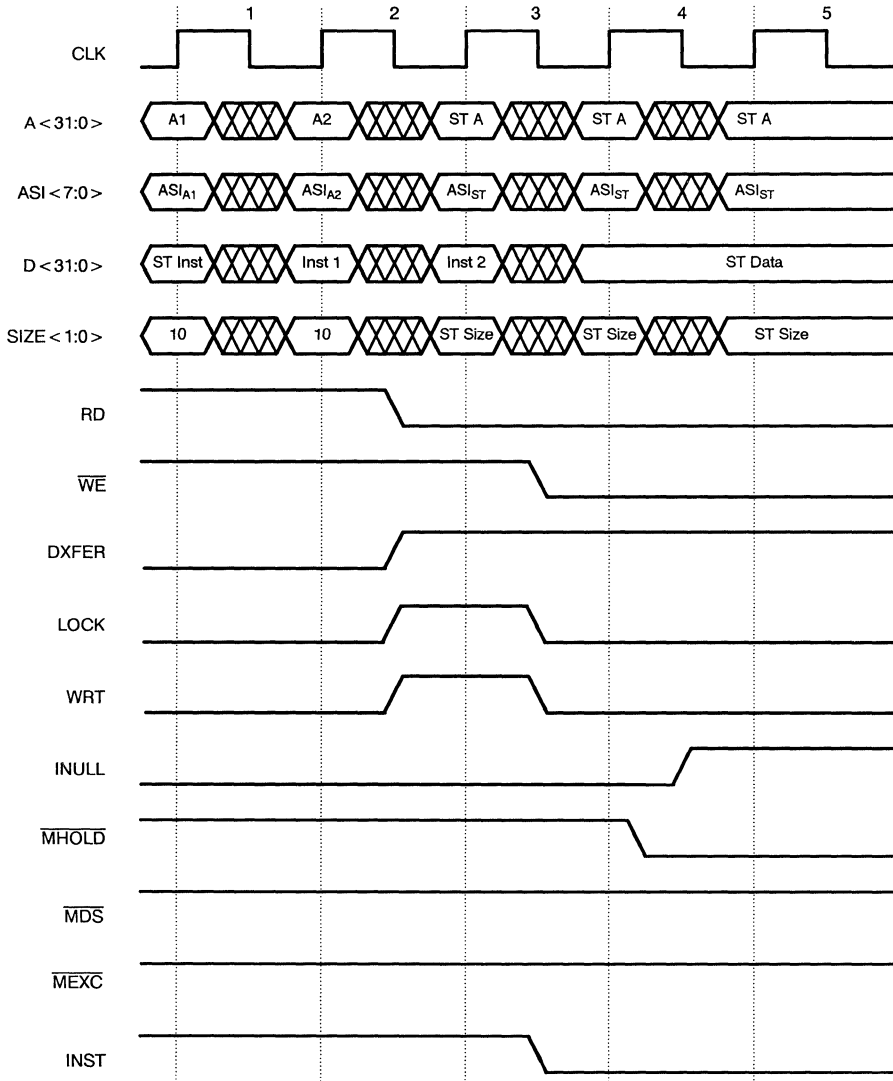 1 2 3 4 5
CLK
A<31:0> A1 A2 ST A ST A ST A
ASI<7:0> ASIA1 ASIA2 ASIST ASIST ASIST
D<31:0> ST Inst Inst 1 Inst 2 ST Data
SIZE<1:0> 10 10 ST Size ST Size ST Size
RD
WE
DXFER
LOCK
WRT
INULL
MHOLD
MDS
MEXC
INST